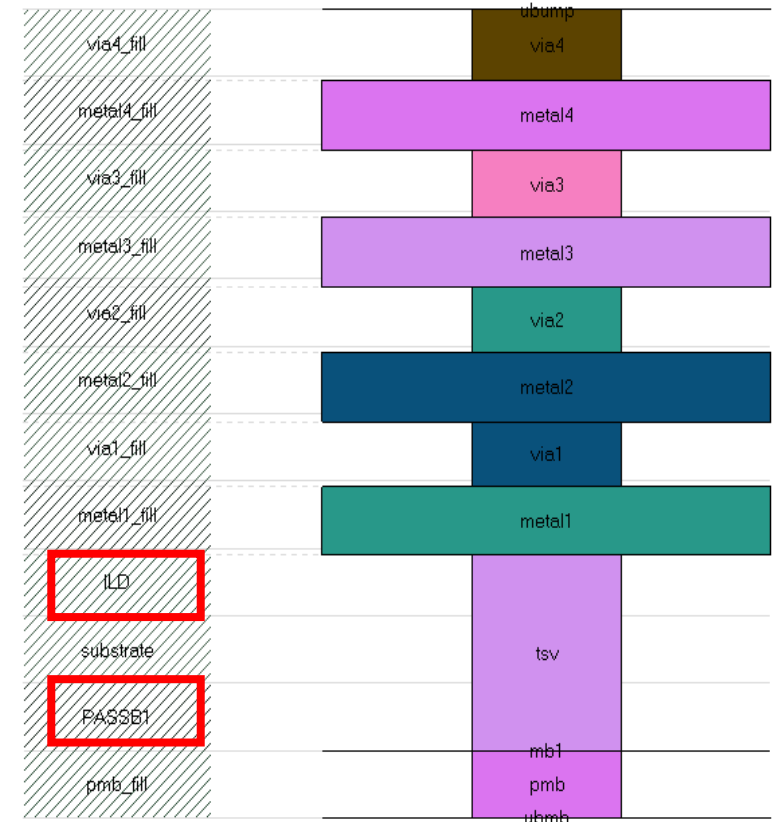 ubump
via4_fill
via4
metal4_fill
metal4
via3_fill
via3
metal3_fill
metal3
via2_fill
via2
metal2_fill
metal2
via1_fill
via1
metal1_fill
metal1
ILD
substrate
tsv
PASSB1
mb1
pmb_fill
pmb
ubmb